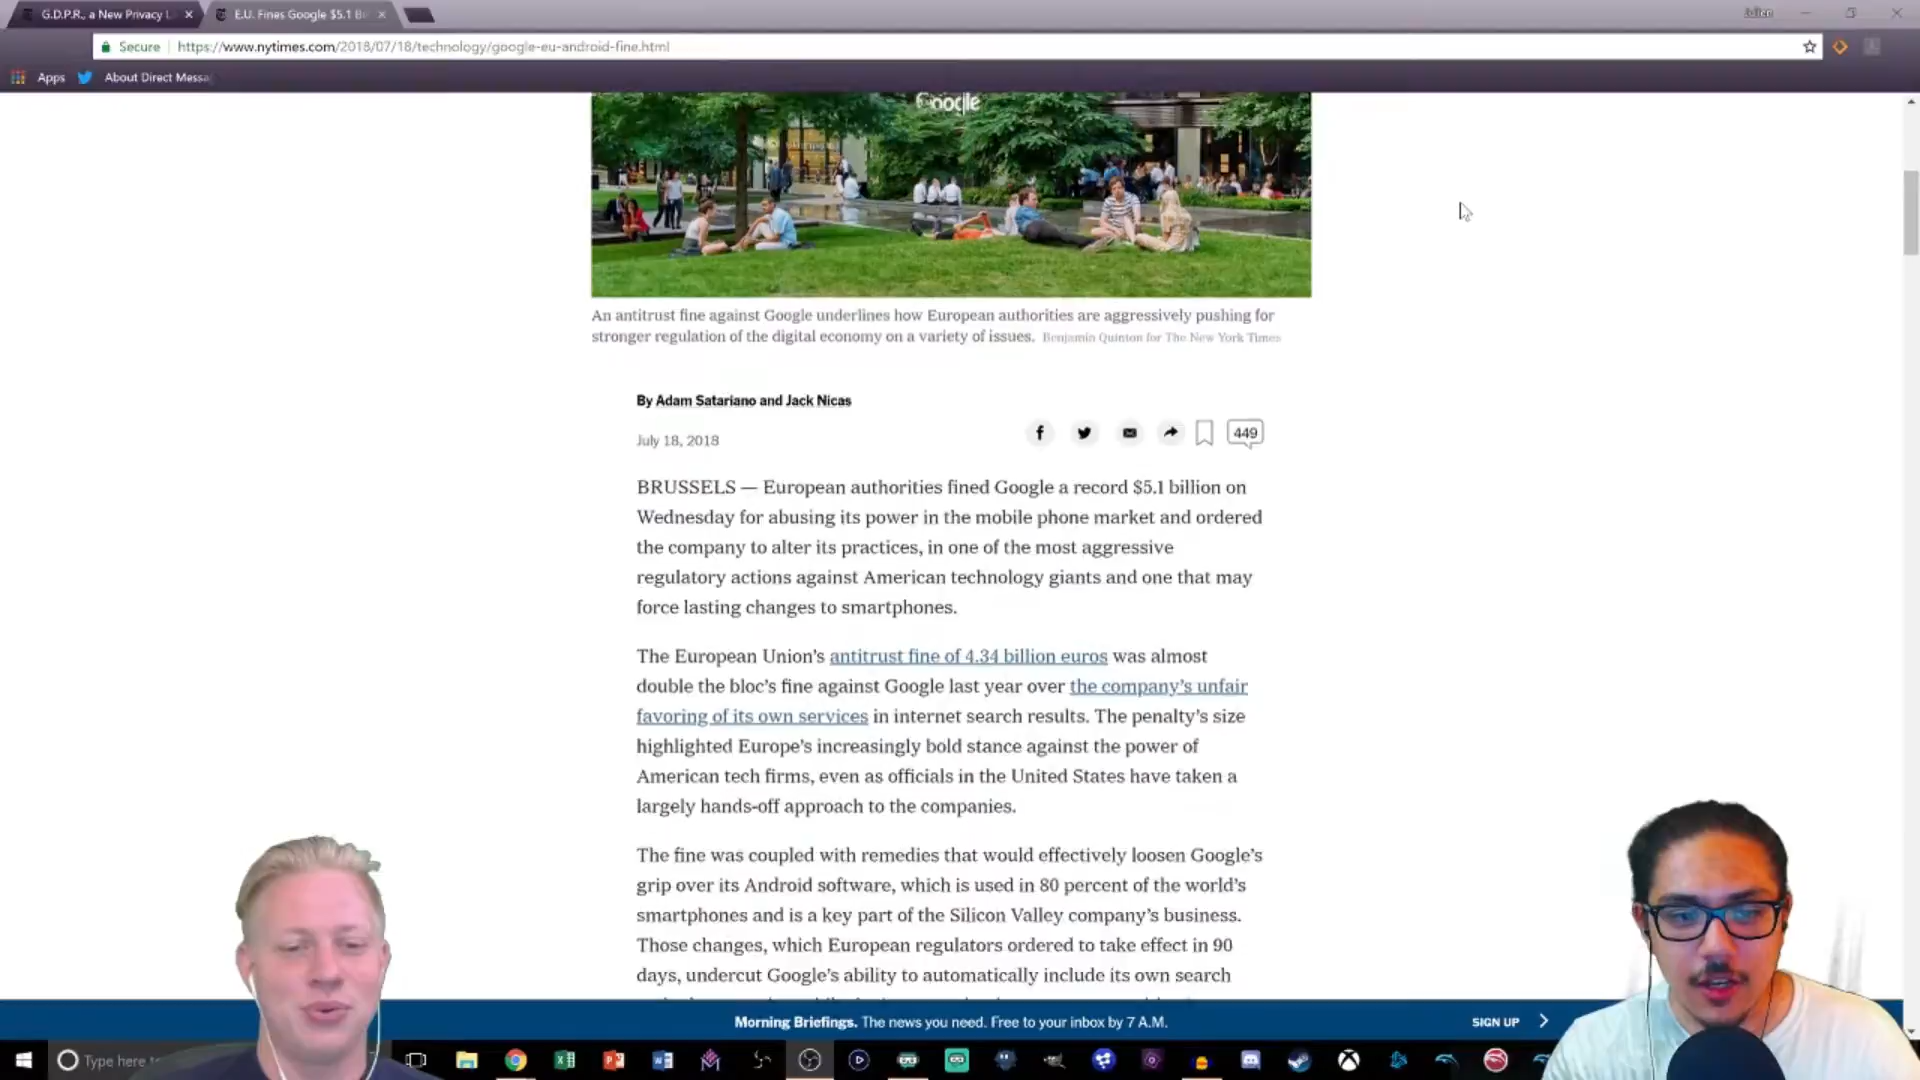 G.D.P.R., a New Privacy L
E.U. Fines Google $5.1 Bi
Secure
https://www.nytimes.com/2018/07/18/technology/google-eu-android-fine.html
Apps
About Direct Messa
Google
An antitrust fine against Google underlines how European authorities are aggressively pushing for
stronger regulation of the digital economy on a variety of issues. Benjamin Quinton for The New York Times
By Adam Satariano and Jack Nicas
July 18, 2018
449
BRUSSELS — European authorities fined Google a record $5.1 billion on
Wednesday for abusing its power in the mobile phone market and ordered
the company to alter its practices, in one of the most aggressive
regulatory actions against American technology giants and one that may
force lasting changes to smartphones.
The European Union’s antitrust fine of 4.34 billion euros was almost
double the bloc’s fine against Google last year over the company’s unfair
favoring of its own services in internet search results. The penalty’s size
highlighted Europe’s increasingly bold stance against the power of
American tech firms, even as officials in the United States have taken a
largely hands-off approach to the companies.
The fine was coupled with remedies that would effectively loosen Google’s
grip over its Android software, which is used in 80 percent of the world’s
smartphones and is a key part of the Silicon Valley company’s business.
Those changes, which European regulators ordered to take effect in 90
days, undercut Google’s ability to automatically include its own search
Morning Briefings. The news you need. Free to your inbox by 7 A.M.
SIGN UP
Type here to